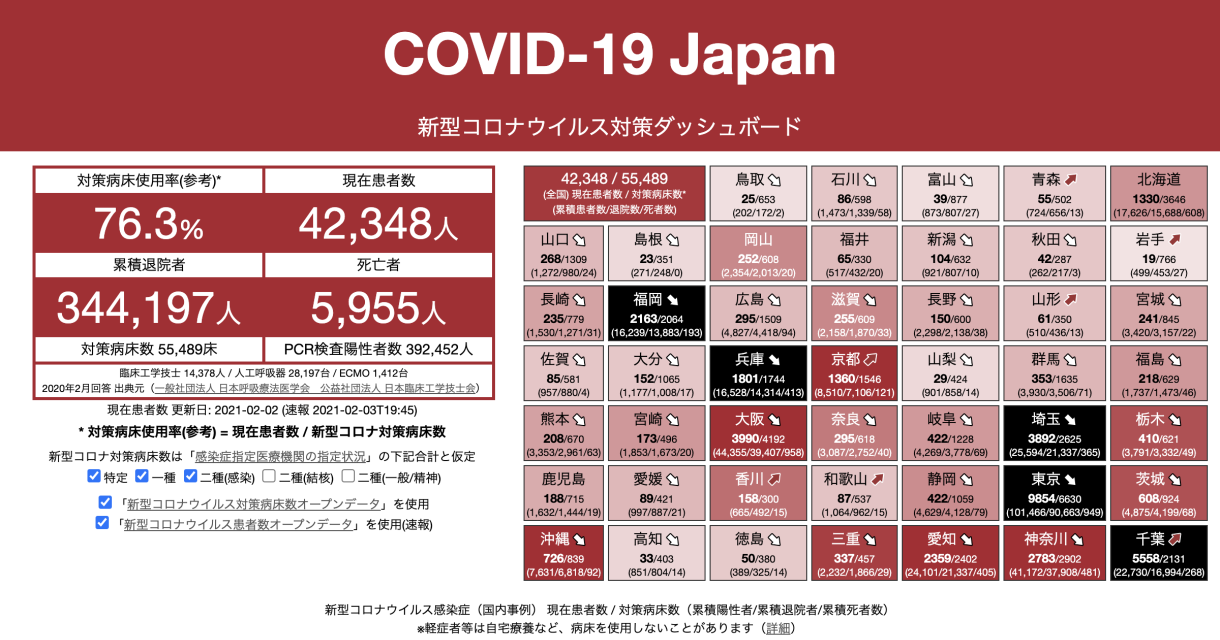 COVID-19 Japan
新型コロナウイルス対策ダッシュボード
対策病床使用率(参考)*
現在患者数
76.3%
42,348人
累積退院者
死亡者
344,197人
5,955人
対策病床数 55,489床
PCR検査陽性者数 392,452人
臨床工学技士 14,378人 / 人工呼吸器 28,197台 / ECMO 1,412台
2020年2月回答 出典元（一般社団法人 日本呼吸療法医学会　公益社団法人 日本臨床工学技士会）
現在患者数 更新日: 2021-02-02 (速報 2021-02-03T19:45)
* 対策病床使用率(参考) = 現在患者数 / 新型コロナ対策病床数
新型コロナ対策病床数は「感染症指定医療機関の指定状況」の下記合計と仮定
特定 一種 二種(感染) 二種(結核) 二種(一般/精神)
「新型コロナウイルス対策病床数オープンデータ」を使用
「新型コロナウイルス患者数オープンデータ」を使用(速報)
42,348 / 55,489
(全国) 現在患者数 / 対策病床数*
(累積患者数/退院数/死者数)
鳥取
25/653
(202/172/2)
石川
86/598
(1,473/1,339/58)
富山
39/877
(873/807/27)
青森
55/502
(724/656/13)
北海道
1330/3646
(17,626/15,688/608)
山口
268/1309
(1,272/980/24)
島根
23/351
(271/248/0)
岡山
252/608
(2,354/2,013/20)
福井
65/330
(517/432/20)
新潟
104/632
(921/807/10)
秋田
42/287
(262/217/3)
岩手
19/766
(499/453/27)
長崎
235/779
(1,530/1,271/31)
福岡
2163/2064
(16,239/13,883/193)
広島
295/1509
(4,827/4,418/94)
滋賀
255/609
(2,158/1,870/33)
長野
150/600
(2,298/2,138/38)
山形
61/350
(510/436/13)
宮城
241/845
(3,420/3,157/22)
佐賀
85/581
(957/880/4)
大分
152/1065
(1,177/1,008/17)
兵庫
1801/1744
(16,528/14,314/413)
京都
1360/1546
(8,510/7,106/121)
山梨
29/424
(901/858/14)
群馬
353/1635
(3,930/3,506/71)
福島
218/629
(1,737/1,473/46)
熊本
208/670
(3,353/2,961/63)
宮崎
173/496
(1,853/1,673/20)
大阪
3990/4192
(44,355/39,407/958)
奈良
295/618
(3,087/2,752/40)
岐阜
422/1228
(4,269/3,778/69)
埼玉
3892/2625
(25,594/21,337/365)
栃木
410/621
(3,791/3,332/49)
鹿児島
188/715
(1,632/1,444/19)
愛媛
89/421
(997/887/21)
香川
158/300
(665/492/15)
和歌山
87/537
(1,064/962/15)
静岡
422/1059
(4,629/4,128/79)
東京
9854/6630
(101,466/90,663/949)
茨城
608/924
(4,875/4,199/68)
沖縄
726/839
(7,631/6,818/92)
高知
33/403
(851/804/14)
徳島
50/380
(389/325/14)
三重
337/457
(2,232/1,866/29)
愛知
2359/2402
(24,101/21,337/405)
神奈川
2783/2902
(41,172/37,908/481)
千葉
5558/2131
(22,730/16,994/268)
新型コロナウイルス感染症（国内事例） 現在患者数 / 対策病床数（累積陽性者/累積退院者/累積死者数）
※軽症者等は自宅療養など、病床を使用しないことがあります（詳細）